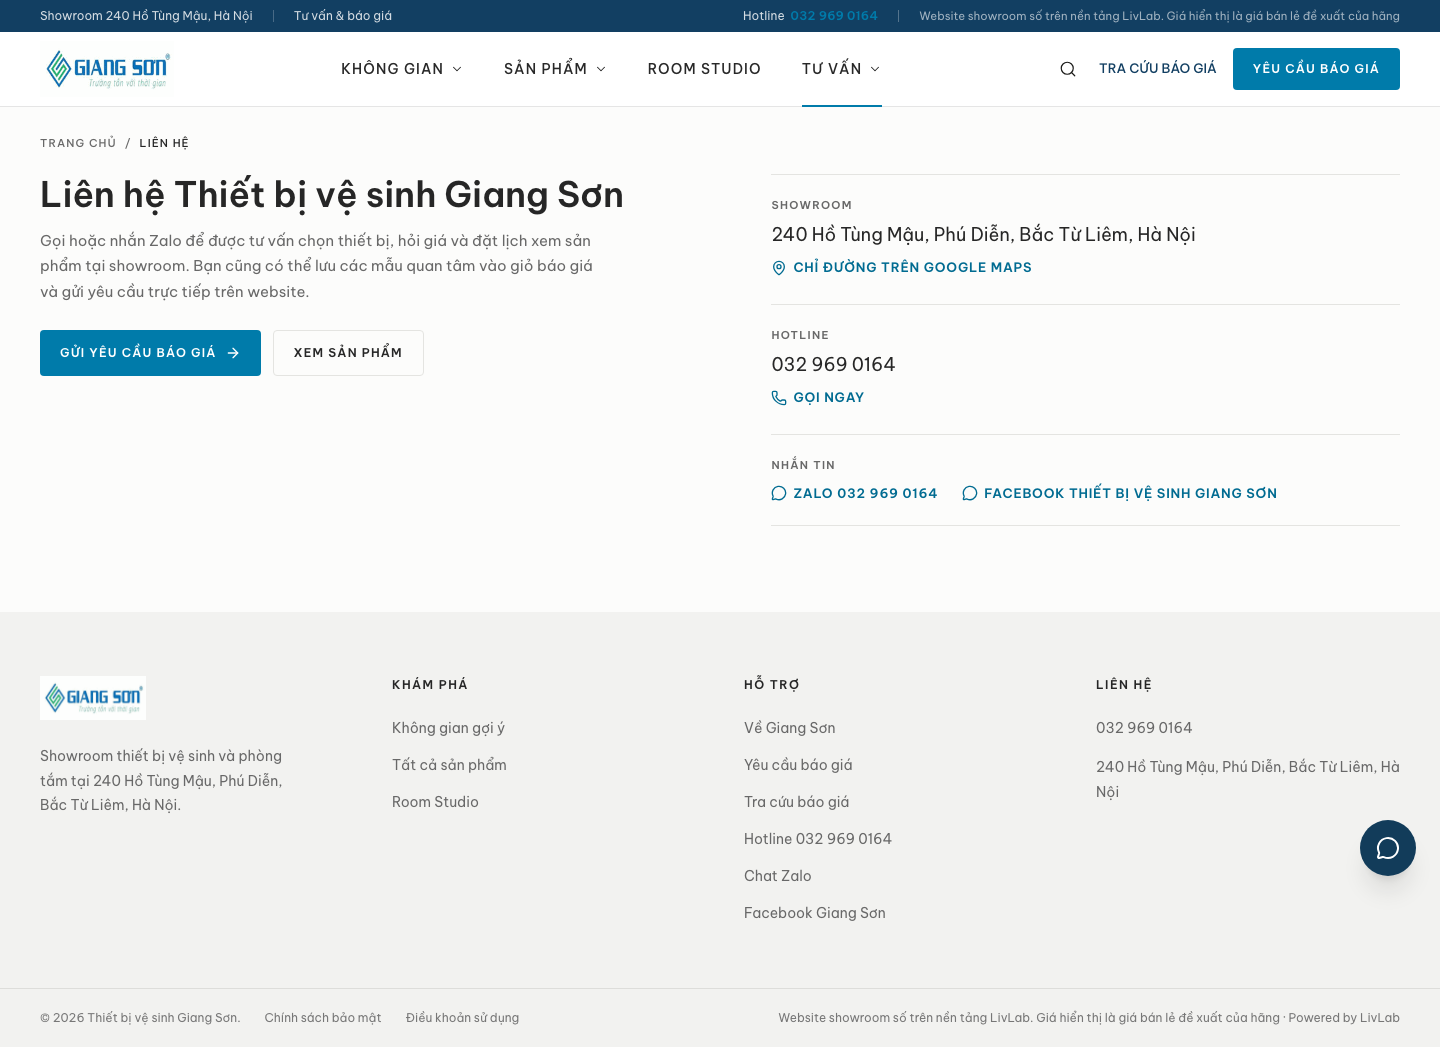 Showroom 240 Hồ Tùng Mậu, Hà Nội
Tư vấn & báo giá
Hotline 032 969 0164
Website showroom số trên nền tảng LivLab. Giá hiển thị là giá bán lẻ đề xuất của hãng
GIANG SƠN
Trường tồn với thời gian
KHÔNG GIAN
SẢN PHẨM
ROOM STUDIO
TƯ VẤN
TRA CỨU BÁO GIÁ
YÊU CẦU BÁO GIÁ
TRANG CHỦ / LIÊN HỆ
Liên hệ Thiết bị vệ sinh Giang Sơn
Gọi hoặc nhắn Zalo để được tư vấn chọn thiết bị, hỏi giá và đặt lịch xem sản
phẩm tại showroom. Bạn cũng có thể lưu các mẫu quan tâm vào giỏ báo giá
và gửi yêu cầu trực tiếp trên website.
GỬI YÊU CẦU BÁO GIÁ
XEM SẢN PHẨM
SHOWROOM
240 Hồ Tùng Mậu, Phú Diễn, Bắc Từ Liêm, Hà Nội
CHỈ ĐƯỜNG TRÊN GOOGLE MAPS
HOTLINE
032 969 0164
GỌI NGAY
NHẮN TIN
ZALO 032 969 0164
FACEBOOK THIẾT BỊ VỆ SINH GIANG SƠN
GIANG SƠN
Trường tồn với thời gian
Showroom thiết bị vệ sinh và phòng
tắm tại 240 Hồ Tùng Mậu, Phú Diễn,
Bắc Từ Liêm, Hà Nội.
KHÁM PHÁ
Không gian gợi ý
Tất cả sản phẩm
Room Studio
HỖ TRỢ
Về Giang Sơn
Yêu cầu báo giá
Tra cứu báo giá
Hotline 032 969 0164
Chat Zalo
Facebook Giang Sơn
LIÊN HỆ
032 969 0164
240 Hồ Tùng Mậu, Phú Diễn, Bắc Từ Liêm, Hà
Nội
© 2026 Thiết bị vệ sinh Giang Sơn.
Chính sách bảo mật
Điều khoản sử dụng
Website showroom số trên nền tảng LivLab. Giá hiển thị là giá bán lẻ đề xuất của hãng · Powered by LivLab